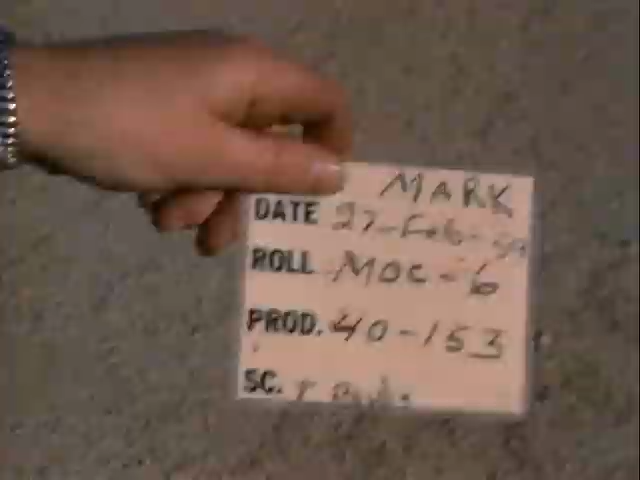 MARK
DATE 27-Feb-
ROLL MOC-6
PROD. 40-153
SC.